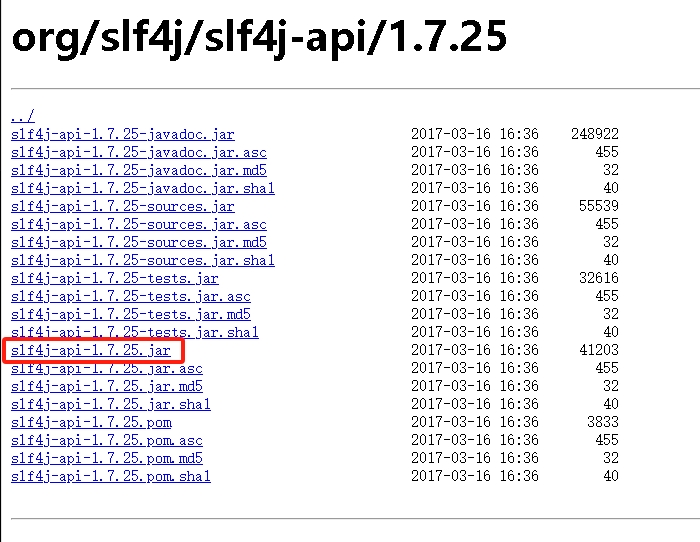 org/slf4j/slf4j-api/1.7.25
../
slf4j-api-1.7.25-javadoc.jar 2017-03-16 16:36 248922
slf4j-api-1.7.25-javadoc.jar.asc 2017-03-16 16:36 455
slf4j-api-1.7.25-javadoc.jar.md5 2017-03-16 16:36 32
slf4j-api-1.7.25-javadoc.jar.sha1 2017-03-16 16:36 40
slf4j-api-1.7.25-sources.jar 2017-03-16 16:36 55539
slf4j-api-1.7.25-sources.jar.asc 2017-03-16 16:36 455
slf4j-api-1.7.25-sources.jar.md5 2017-03-16 16:36 32
slf4j-api-1.7.25-sources.jar.sha1 2017-03-16 16:36 40
slf4j-api-1.7.25-tests.jar 2017-03-16 16:36 32616
slf4j-api-1.7.25-tests.jar.asc 2017-03-16 16:36 455
slf4j-api-1.7.25-tests.jar.md5 2017-03-16 16:36 32
slf4j-api-1.7.25-tests.jar.sha1 2017-03-16 16:36 40
slf4j-api-1.7.25.jar 2017-03-16 16:36 41203
slf4j-api-1.7.25.jar.asc 2017-03-16 16:36 455
slf4j-api-1.7.25.jar.md5 2017-03-16 16:36 32
slf4j-api-1.7.25.jar.sha1 2017-03-16 16:36 40
slf4j-api-1.7.25.pom 2017-03-16 16:36 3833
slf4j-api-1.7.25.pom.asc 2017-03-16 16:36 455
slf4j-api-1.7.25.pom.md5 2017-03-16 16:36 32
slf4j-api-1.7.25.pom.sha1 2017-03-16 16:36 40